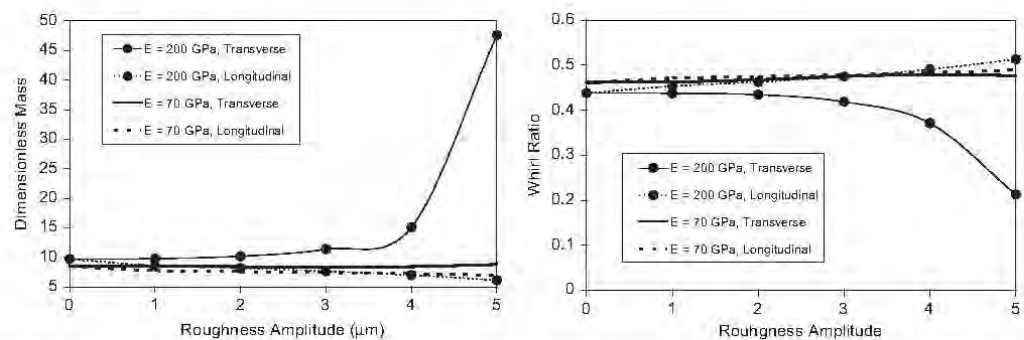 50
45
40
35
30
25
20
15
10
5
Dimensionless Mass
E = 200 GPa, Transverse
E = 200 GPa, Longitudinal
E = 70 GPa, Transverse
E = 70 GPa, Longitudinal
0 1 2 3 4 5
Roughness Amplitude (µm)
0.6
0.5
0.4
0.3
0.2
0.1
0
Whirl Ratio
E = 200 GPa, Transverse
E = 200 GPa, Longitudinal
E = 70 GPa, Transverse
E = 70 GPa, Longitudinal
0 1 2 3 4 5
Rouhgness Amplitude